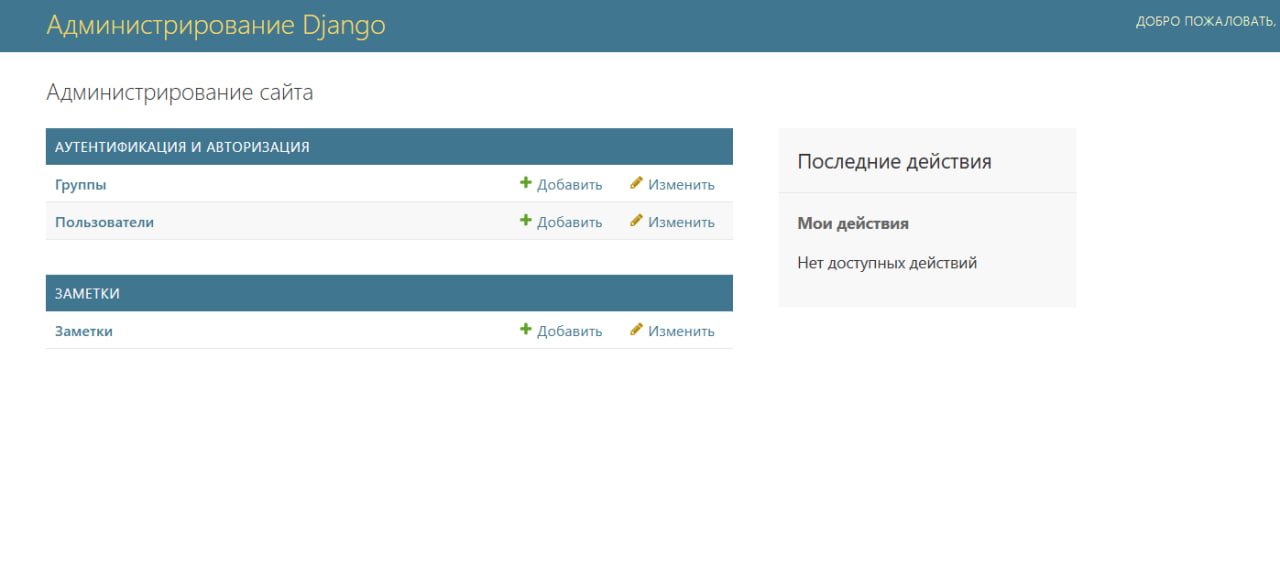 Администрирование Django
ДОБРО ПОЖАЛОВАТЬ,
Администрирование сайта
АУТЕНТИФИКАЦИЯ И АВТОРИЗАЦИЯ
Группы Добавить Изменить
Пользователи Добавить Изменить
ЗАМЕТКИ
Заметки Добавить Изменить
Последние действия
Мои действия
Нет доступных действий